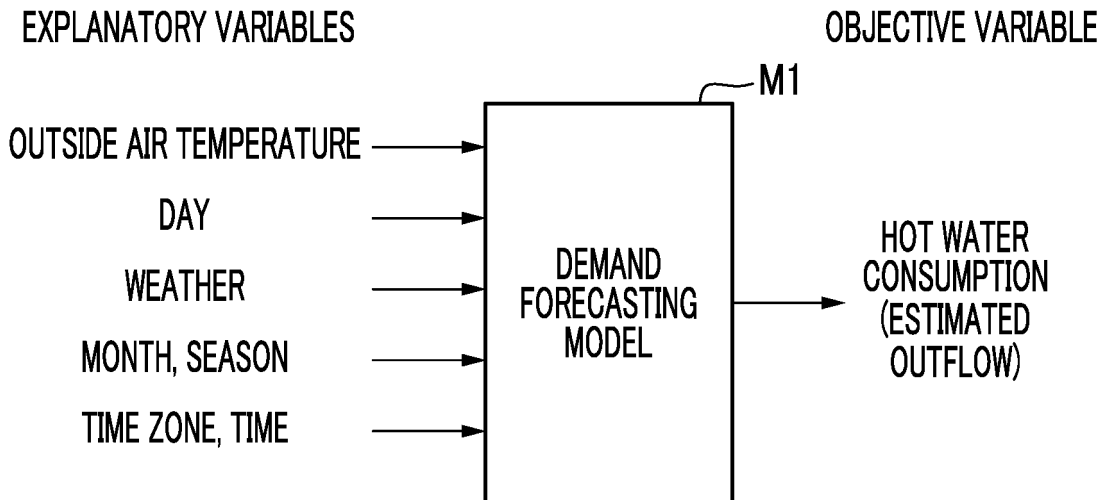 EXPLANATORY VARIABLES
OBJECTIVE VARIABLE
M1
OUTSIDE AIR TEMPERATURE
DAY
WEATHER
MONTH, SEASON
TIME ZONE, TIME
DEMAND
FORECASTING
MODEL
HOT WATER
CONSUMPTION
(ESTIMATED
OUTFLOW)